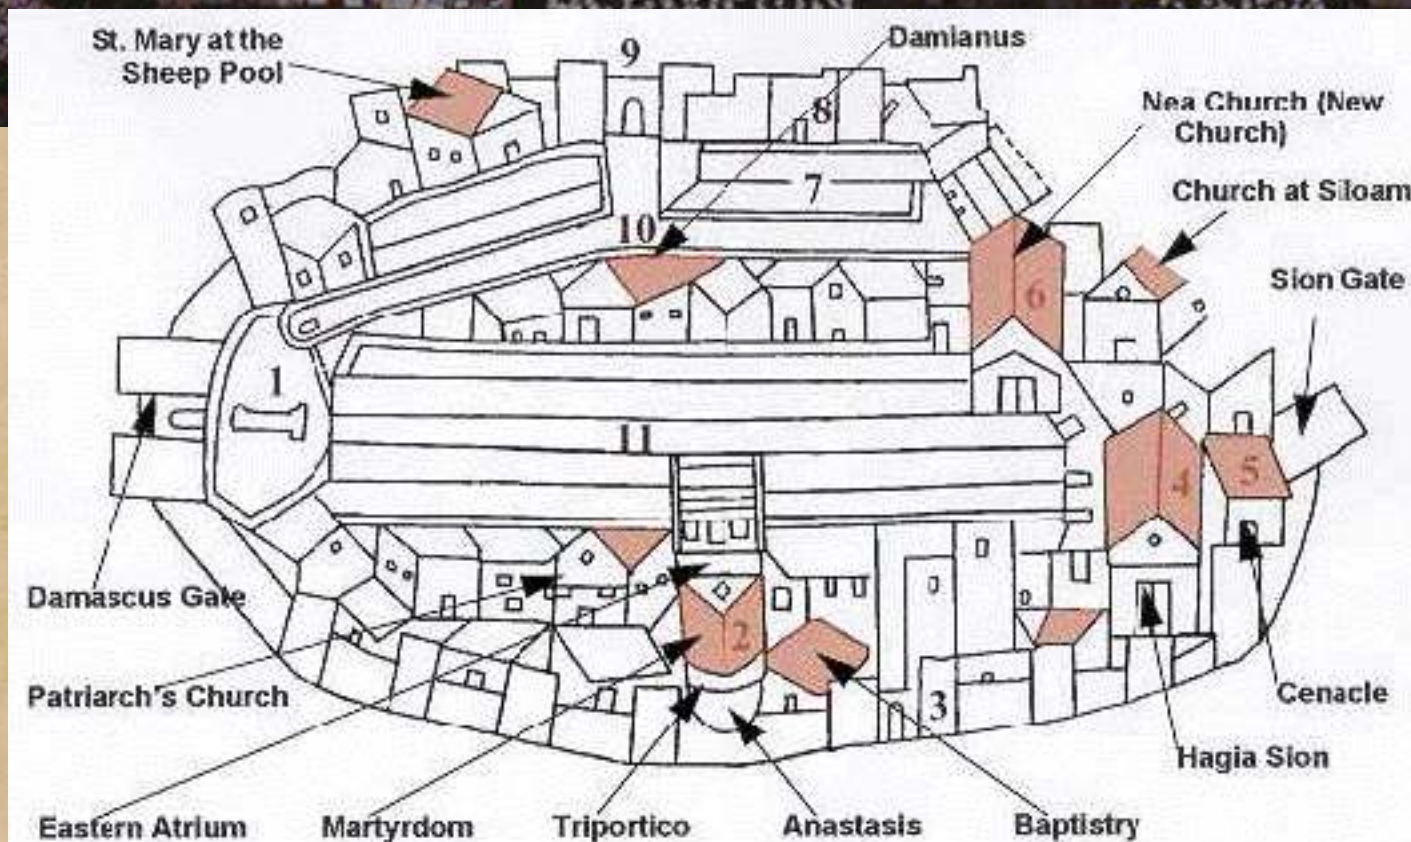 St. Mary at the
Sheep Pool
9
Damianus
8
Nea Church (New
Church)
7
Church at Siloam
10
Sion Gate
6
1
11
4
5
Damascus Gate
2
Patriarch's Church
3
Cenacle
Hagia Sion
Eastern Atrium
Martyrdom
Triportico
Anastasis
Baptistry